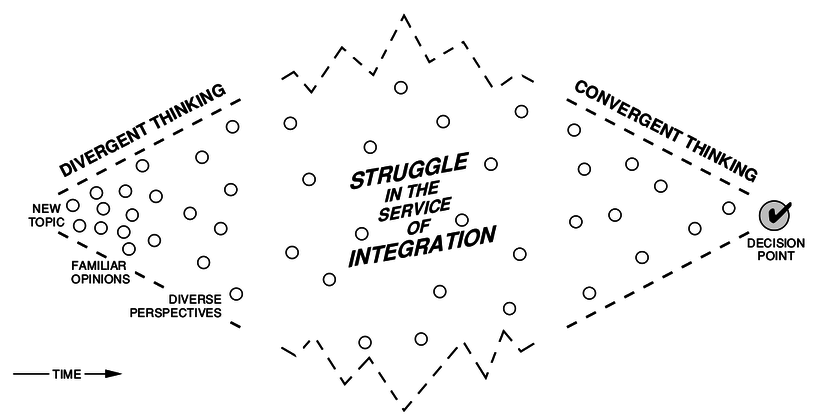 DIVERGENT THINKING
NEW
TOPIC
FAMILIAR
OPINIONS
DIVERSE
PERSPECTIVES
STRUGGLE
IN THE
SERVICE
OF
INTEGRATION
CONVERGENT THINKING
DECISION
POINT
TIME